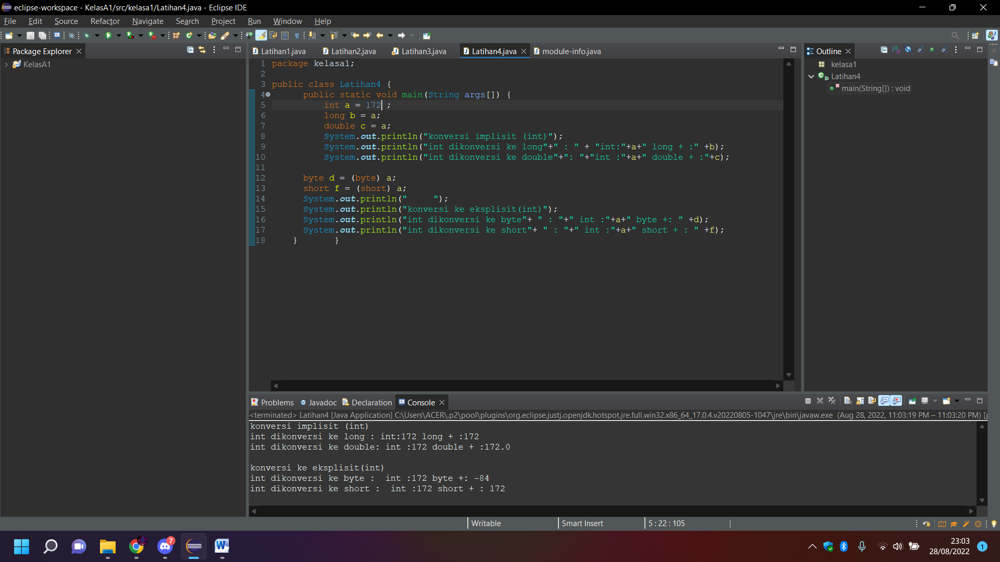 eclipse-workspace - KelasA1/src/kelasa1/Latihan4.java - Eclipse IDE
File Edit Source Refactor Navigate Search Project Run Window Help
Package Explorer
KelasA1
Latihan1.java Latihan2.java Latihan3.java Latihan4.java module-info.java
1 package kelasa1;
2
3 public class Latihan4 {
4 public static void main(String args[]) {
5 int a = 172 ;
6 long b = a;
7 double c = a;
8 System.out.println("konversi implisit (int)");
9 System.out.println("int dikonversi ke long"+" : " + "int:"+a+" long + :" +b);
10 System.out.println("int dikonversi ke double"+": "+"int :"+a+" double + :"+c);
11
12 byte d = (byte) a;
13 short f = (short) a;
14 System.out.println("     ");
15 System.out.println("konversi ke eksplisit(int)");
16 System.out.println("int dikonversi ke byte"+ " : "+" int :"+a+" byte +: " +d);
17 System.out.println("int dikonversi ke short"+ " : "+" int :"+a+" short + : " +f);
18 } }
Outline
kelasa1
Latihan4
main(String[]) : void
Problems Javadoc Declaration Console
<terminated> Latihan4 [Java Application] C:\Users\ACER\.p2\pool\plugins\org.eclipse.justj.openjdk.hotspot.jre.full.win32.x86_64_17.0.4.v20220805-1047\jre\bin\javaw.exe (Aug 28, 2022, 11:03:19 PM – 11:03:20 PM) [
konversi implisit (int)
int dikonversi ke long : int:172 long + :172
int dikonversi ke double: int :172 double + :172.0
konversi ke eksplisit(int)
int dikonversi ke byte :  int :172 byte +: -84
int dikonversi ke short :  int :172 short + : 172
Writable Smart Insert 5 : 22 : 105
7
23:03
28/08/2022
1